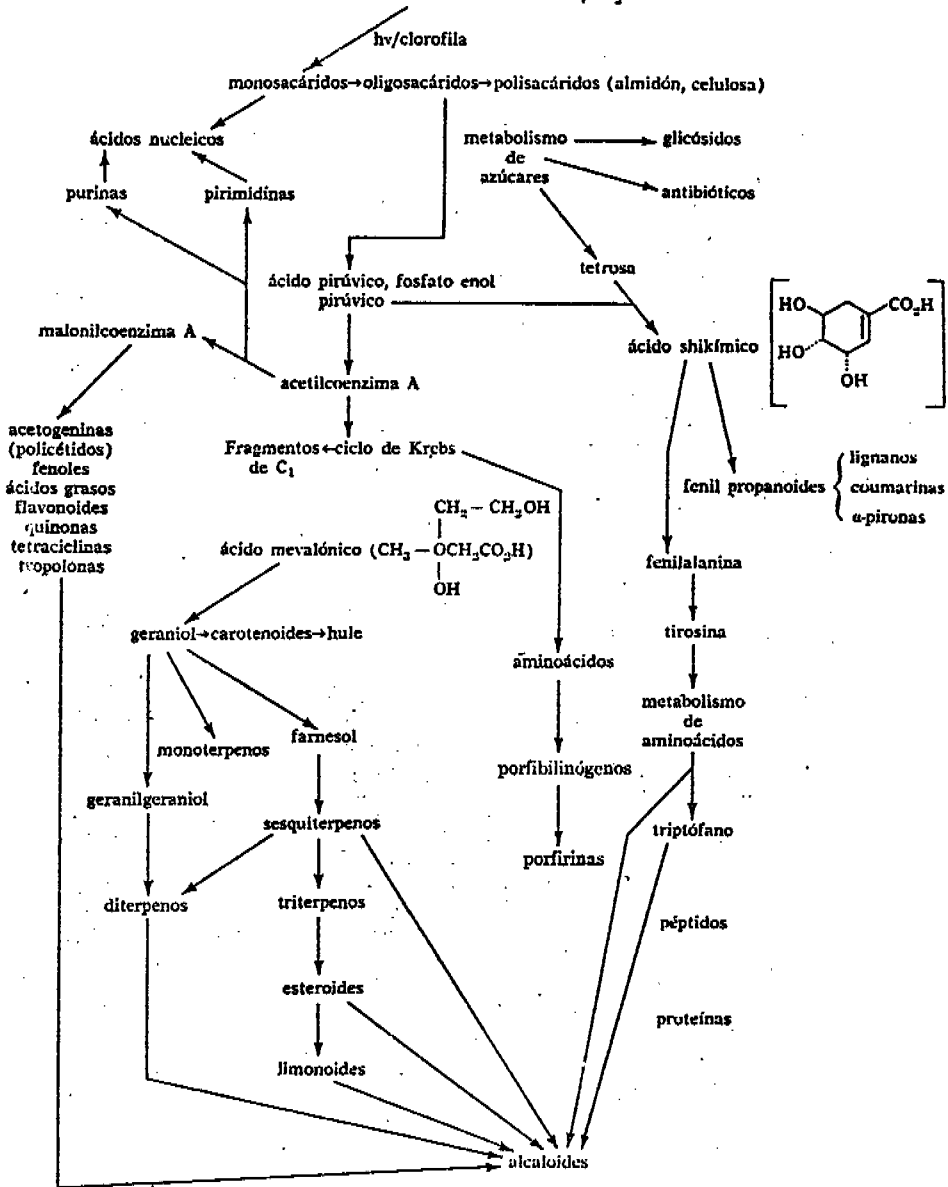 hv/clorofila
monosacáridos→oligosacáridos→polisacáridos (almidón, celulosa)
ácidos nucleicos
metabolismo
de
azúcares
glicósidos
antibióticos
purinas
pirimidínas
tetrosa
ácido pirúvico, fosfato enol
pirúvico
malonilcoenzima A
ácido shikímico
HO
CO₂H
HO
OH
acetilcoenzima A
acetogeninas
(policétidos)
fenoles
ácidos grasos
flavonoides
quinonas
tetraciclinas
tropolonas
Fragmentos←ciclo de Krebs
de C₁
fenil propanoides
lignanos
coumarinas
α-pironas
CH₂ – CH₂OH
ácido mevalónico (CH₃ – OCH₂CO₂H)
OH
fenilalanina
geraniol→carotenoides→hule
tirosina
aminoácidos
metabolismo
de
aminoácidos
monoterpenos
farnesol
porfibilinógenos
geranilgeraniol
sesquiterpenos
triptófano
porfirinas
diterpenos
triterpenos
péptidos
esteroides
proteínas
limonoides
alcaloides